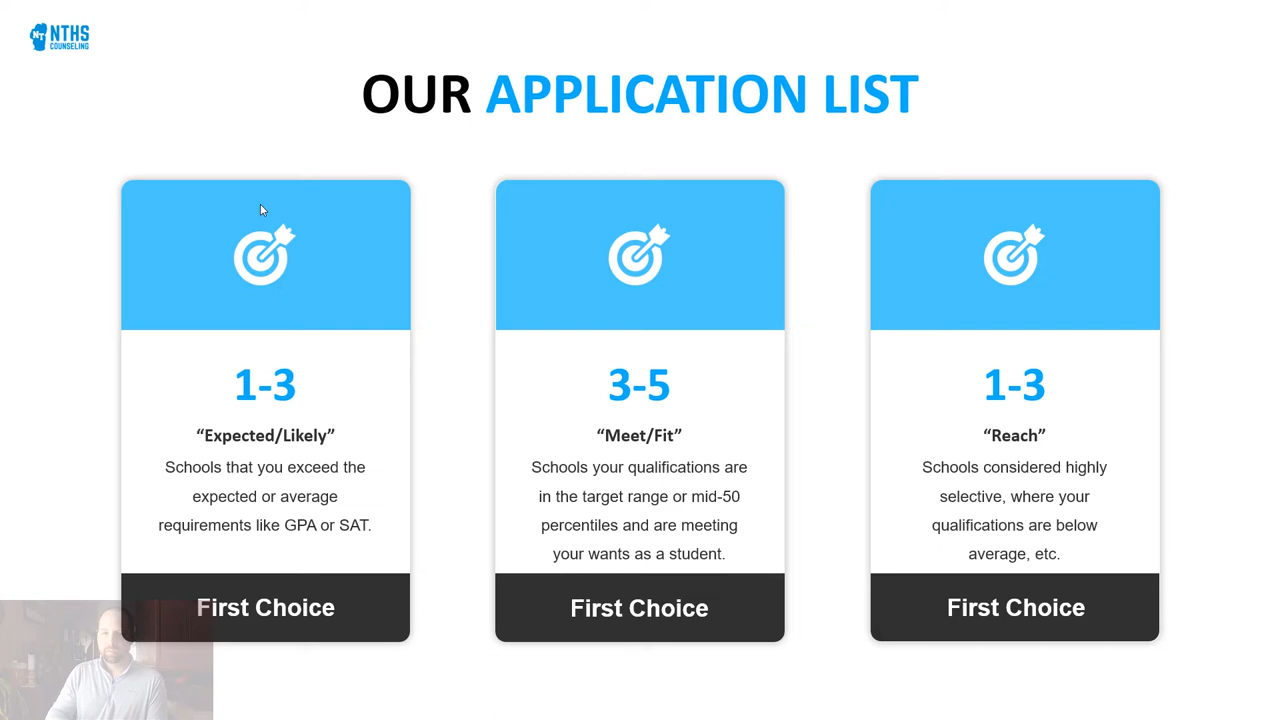 NT
NTHS
COUNSELING
OUR APPLICATION LIST
1-3
“Expected/Likely”
Schools that you exceed the
expected or average
requirements like GPA or SAT.
First Choice
3-5
“Meet/Fit”
Schools your qualifications are
in the target range or mid-50
percentiles and are meeting
your wants as a student.
First Choice
1-3
“Reach”
Schools considered highly
selective, where your
qualifications are below
average, etc.
First Choice